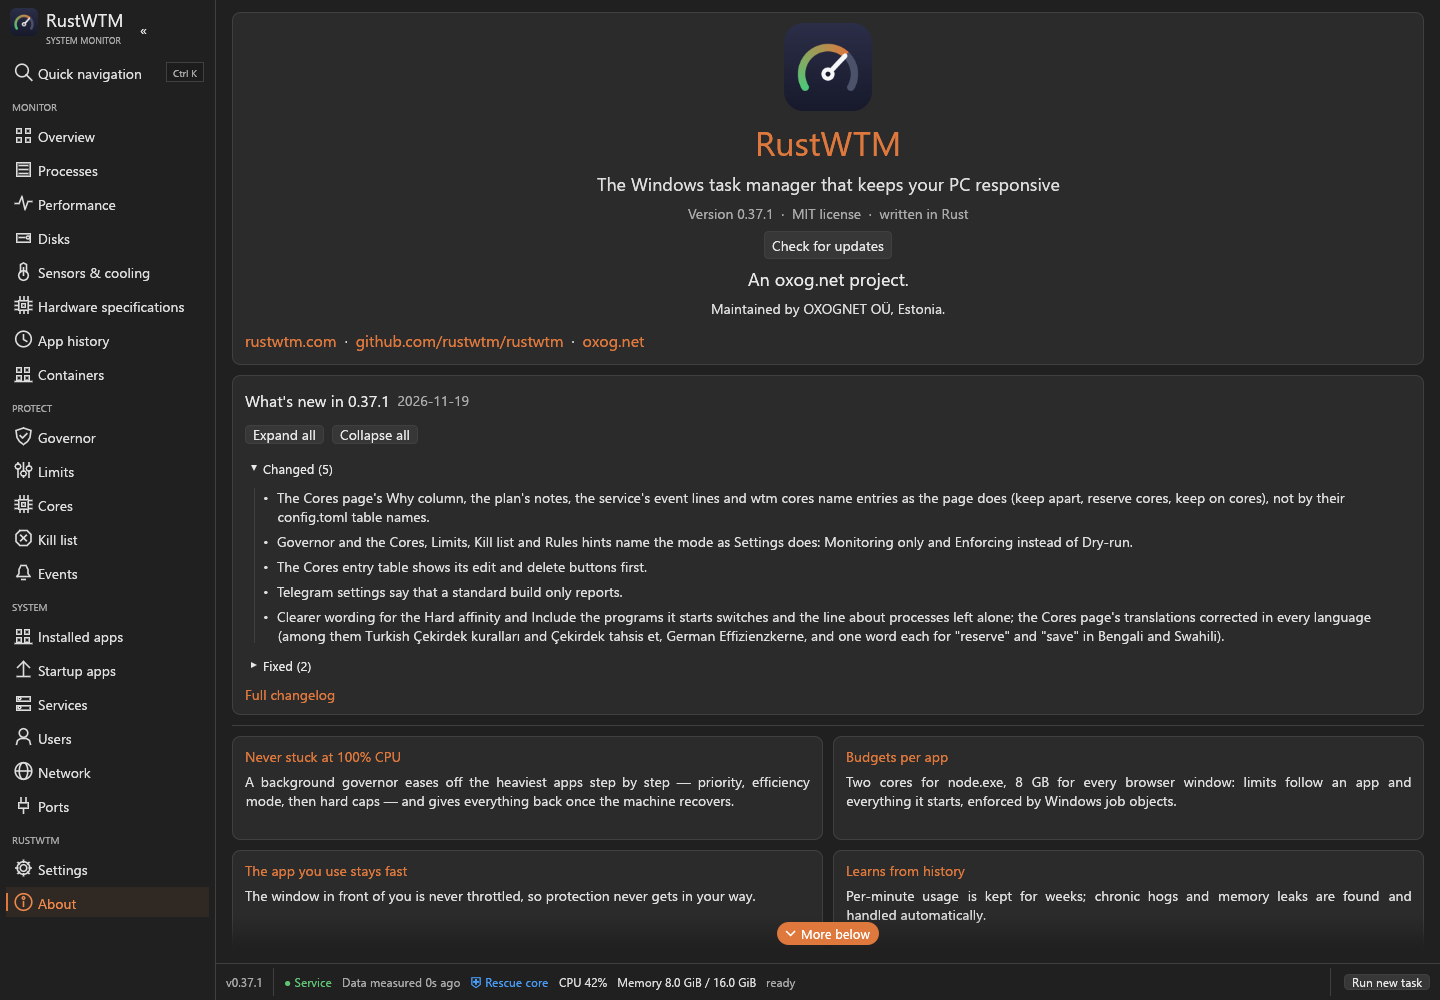 RustWTM
SYSTEM MONITOR
«
Quick navigation
Ctrl K
MONITOR
Overview
Processes
Performance
Disks
Sensors & cooling
Hardware specifications
App history
Containers
PROTECT
Governor
Limits
Cores
Kill list
Events
SYSTEM
Installed apps
Startup apps
Services
Users
Network
Ports
RUSTWTM
Settings
About
RustWTM
The Windows task manager that keeps your PC responsive
Version 0.37.1 · MIT license · written in Rust
Check for updates
An oxog.net project.
Maintained by OXOGNET OÜ, Estonia.
rustwtm.com · github.com/rustwtm/rustwtm · oxog.net
What's new in 0.37.1 2026-11-19
Expand all Collapse all
Changed (5)
• The Cores page's Why column, the plan's notes, the service's event lines and wtm cores name entries as the page does (keep apart, reserve cores, keep on cores), not by their
config.toml table names.
• Governor and the Cores, Limits, Kill list and Rules hints name the mode as Settings does: Monitoring only and Enforcing instead of Dry-run.
• The Cores entry table shows its edit and delete buttons first.
• Telegram settings say that a standard build only reports.
• Clearer wording for the Hard affinity and Include the programs it starts switches and the line about processes left alone; the Cores page's translations corrected in every language
(among them Turkish Çekirdek kuralları and Çekirdek tahsis et, German Effizienzkerne, and one word each for "reserve" and "save" in Bengali and Swahili).
Fixed (2)
Full changelog
Never stuck at 100% CPU
A background governor eases off the heaviest apps step by step — priority, efficiency
mode, then hard caps — and gives everything back once the machine recovers.
Budgets per app
Two cores for node.exe, 8 GB for every browser window: limits follow an app and
everything it starts, enforced by Windows job objects.
The app you use stays fast
The window in front of you is never throttled, so protection never gets in your way.
Learns from history
Per-minute usage is kept for weeks; chronic hogs and memory leaks are found and
handled automatically.
More below
v0.37.1
Service
Data measured 0s ago
Rescue core
CPU 42%
Memory 8.0 GiB / 16.0 GiB
ready
Run new task